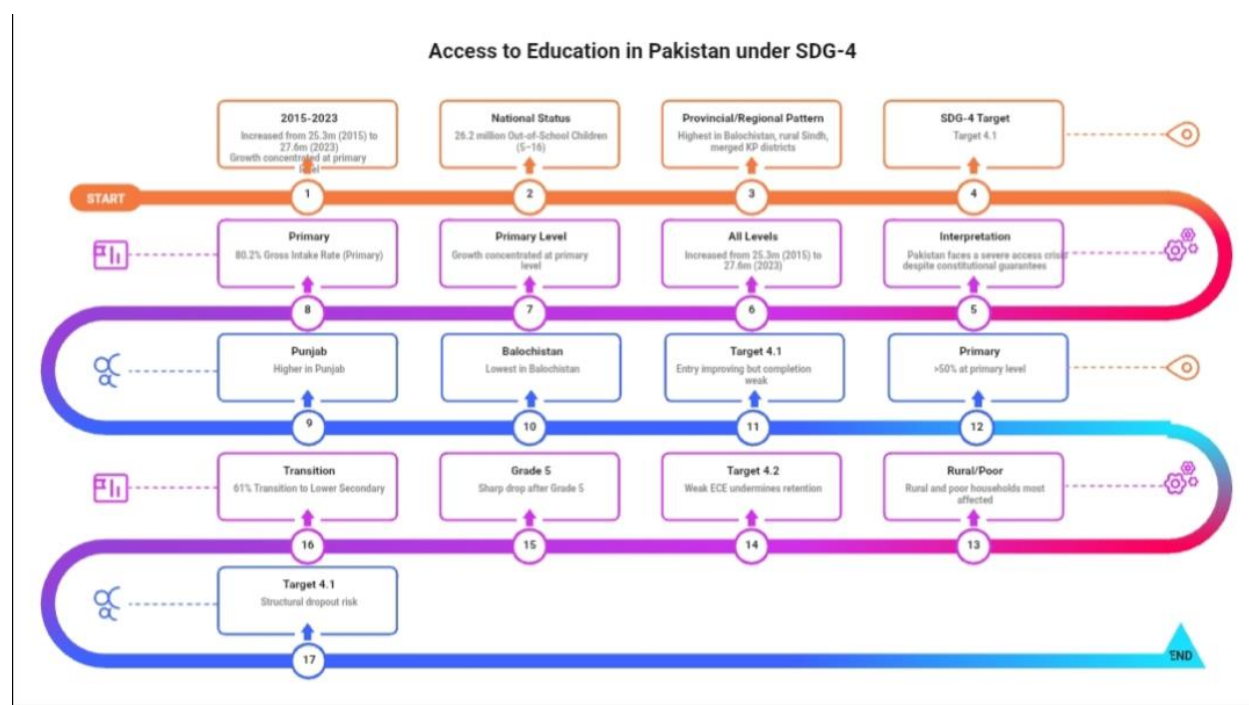 Access to Education in Pakistan under SDG-4
2015-2023
Increased from 25.3m (2015) to
27.6m (2023)
Growth concentrated at primary
level
National Status
26.2 million Out-of-School Children
(5–16)
Provincial/Regional Pattern
Highest in Balochistan, rural Sindh,
merged KP districts
SDG-4 Target
Target 4.1
START
1
2
3
4
Primary
80.2% Gross Intake Rate (Primary)
Primary Level
Growth concentrated at primary
level
All Levels
Increased from 25.3m (2015) to
27.6m (2023)
Interpretation
Pakistan faces a severe access crisis
despite constitutional guarantees
8
7
6
5
Punjab
Higher in Punjab
Balochistan
Lowest in Balochistan
Target 4.1
Entry improving but completion
weak
Primary
>50% at primary level
9
10
11
12
Transition
61% Transition to Lower Secondary
Grade 5
Sharp drop after Grade 5
Target 4.2
Weak ECE undermines retention
Rural/Poor
Rural and poor households most
affected
16
15
14
13
Target 4.1
Structural dropout risk
17
END